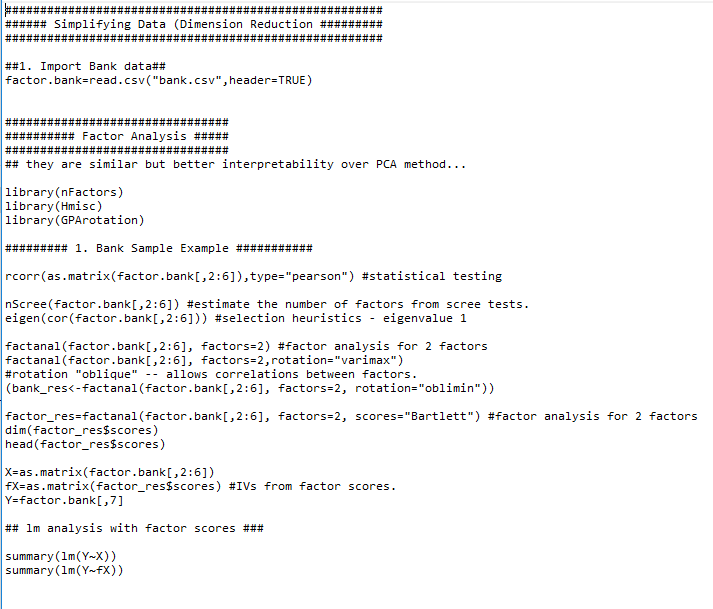 ######################################################
###### Simplifying Data (Dimension Reduction #########
######################################################
##1. Import Bank data##
factor.bank=read.csv("bank.csv",header=TRUE)
################################
########## Factor Analysis #####
################################
## they are similar but better interpretability over PCA method...
library(nFactors)
library(Hmisc)
library(GPArotation)
######### 1. Bank Sample Example ###########
rcorr(as.matrix(factor.bank[,2:6]),type="pearson") #statistical testing
nScree(factor.bank[,2:6]) #estimate the number of factors from scree tests.
eigen(cor(factor.bank[,2:6])) #selection heuristics - eigenvalue 1
factanal(factor.bank[,2:6], factors=2) #factor analysis for 2 factors
factanal(factor.bank[,2:6], factors=2,rotation="varimax")
#rotation "oblique" -- allows correlations between factors.
(bank_res<-factanal(factor.bank[,2:6], factors=2, rotation="oblimin"))
factor_res=factanal(factor.bank[,2:6], factors=2, scores="Bartlett") #factor analysis for 2 factors
dim(factor_res$scores)
head(factor_res$scores)
X=as.matrix(factor.bank[,2:6])
fX=as.matrix(factor_res$scores) #IVs from factor scores.
Y=factor.bank[,7]
## lm analysis with factor scores ###
summary(lm(Y~X))
summary(lm(Y~fX))